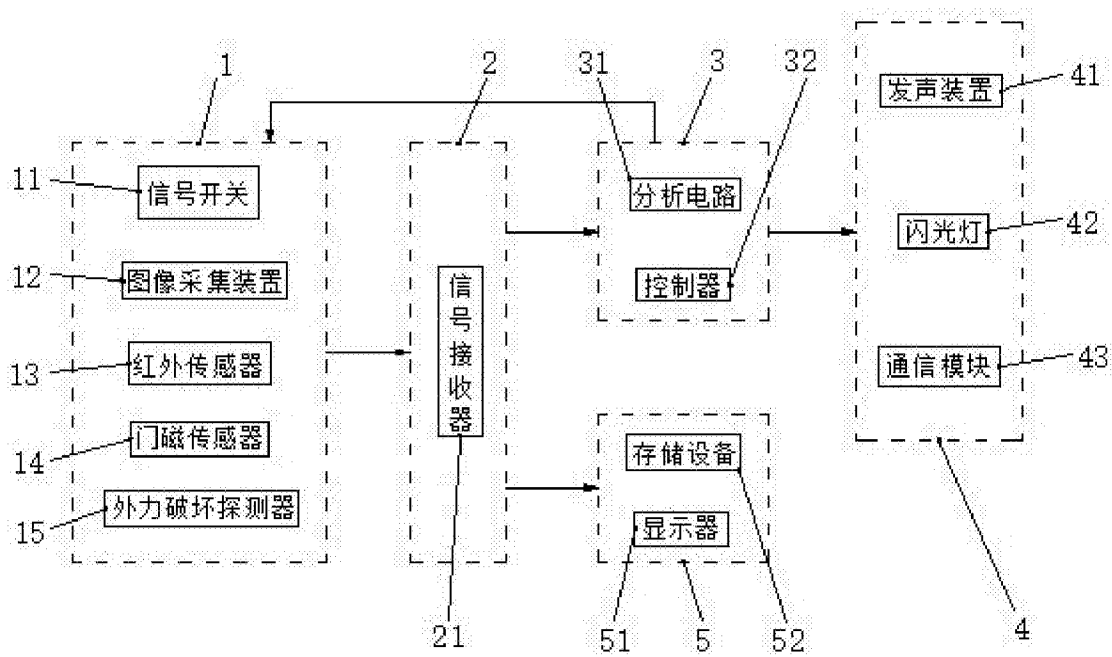 1
2
31
3
32
41
发声装置
11
信号开关
分析电路
42
闪光灯
12
图像采集装置
信号接收器
控制器
13
红外传感器
43
通信模块
14
门磁传感器
存储设备
15
外力破坏探测器
显示器
21
51
5
52
4